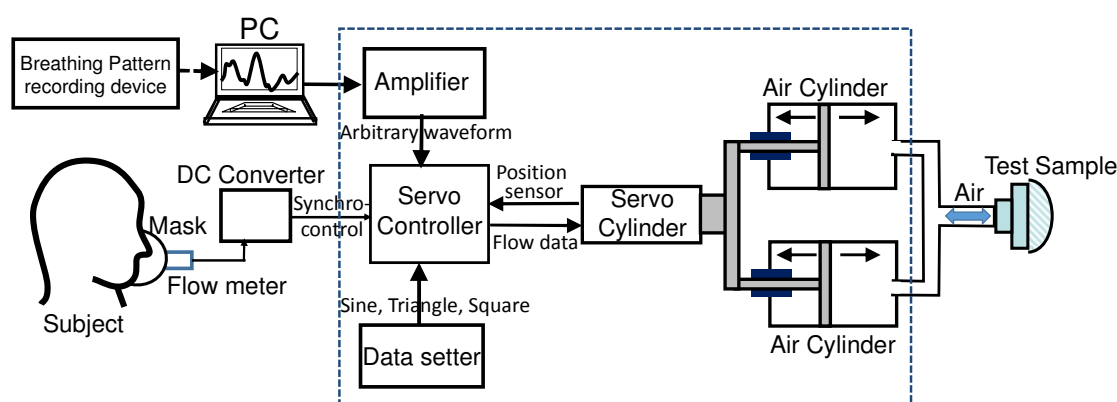 PC
Breathing Pattern
recording device
Amplifier
Arbitrary waveform
Air Cylinder
Test Sample
DC Converter
Synchro-
control
Servo
Controller
Position
sensor
Flow data
Servo
Cylinder
Air
Mask
Flow meter
Subject
Sine, Triangle, Square
Data setter
Air Cylinder